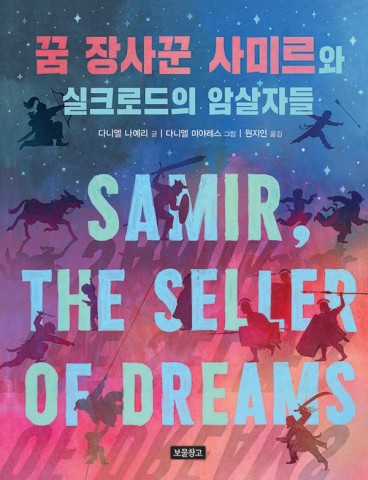 꿈 장사꾼 사미르와
실크로드의 암살자들
다니엘 나예리 글 | 다니엘 미야레스 그림 | 원지인 옮김
SAMIR,
THE SELLER
OF DREAMS
보물창고